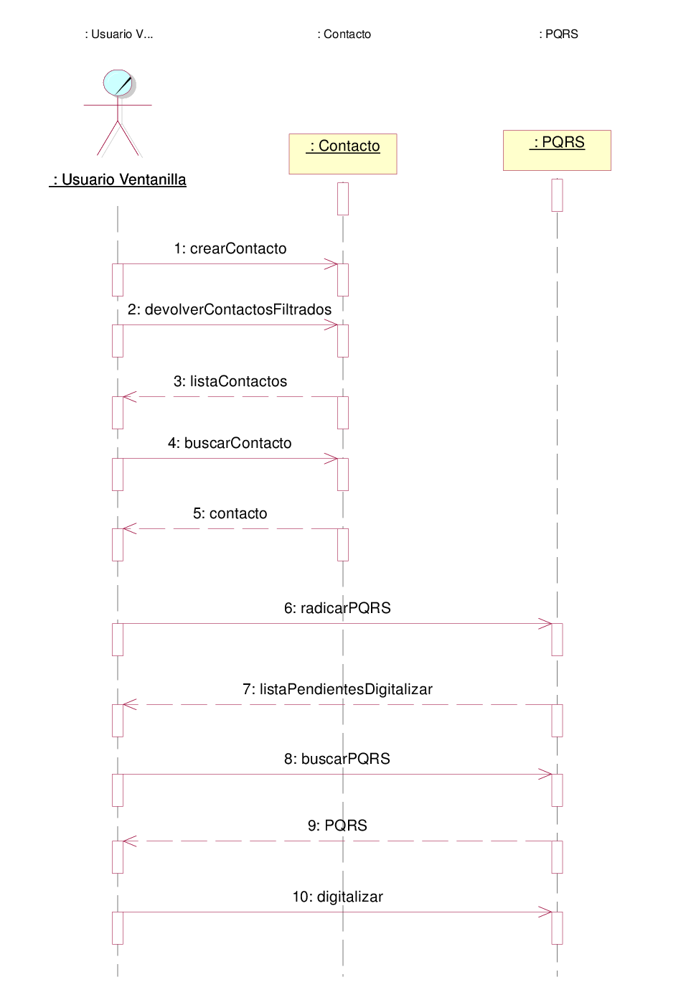 : Usuario V...
: Contacto
: PQRS
: Contacto
: PQRS
: Usuario Ventanilla
1: crearContacto
2: devolverContactosFiltrados
3: listaContactos
4: buscarContacto
5: contacto
6: radicarPQRS
7: listaPendientesDigitalizar
8: buscarPQRS
9: PQRS
10: digitalizar